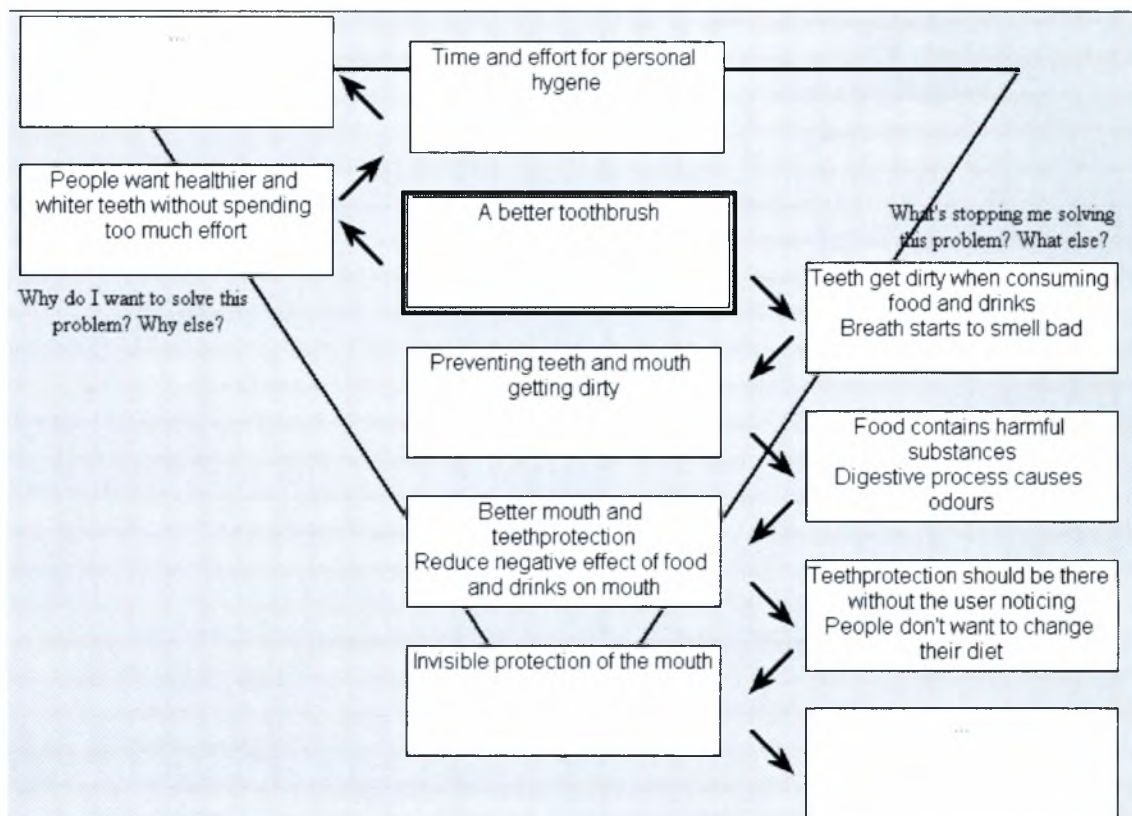 ...
Time and effort for personal
hygene
People want healthier and
whiter teeth without spending
too much effort
A better toothbrush
Why do I want to solve this
problem? Why else?
What's stopping me solving
this problem? What else?
Teeth get dirty when consuming
food and drinks
Breath starts to smell bad
Preventing teeth and mouth
getting dirty
Food contains harmful
substances
Digestive process causes
odours
Better mouth and
teethprotection
Reduce negative effect of food
and drinks on mouth
Teethprotection should be there
without the user noticing
People don't want to change
their diet
Invisible protection of the mouth
...